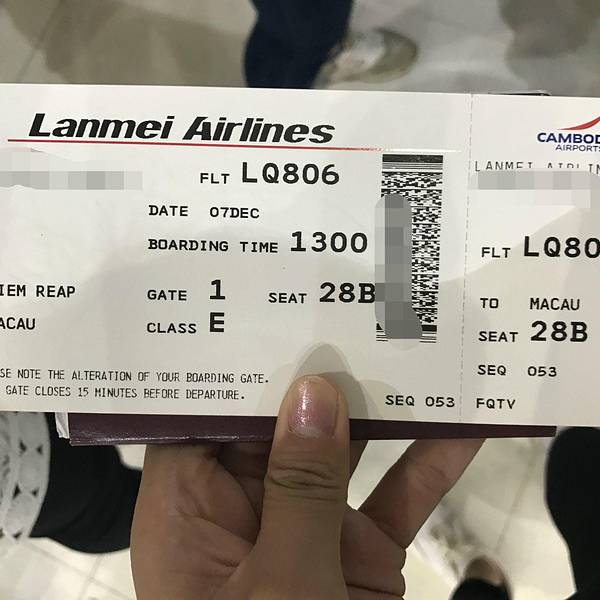 Lanmei Airlines
FLT LQ806
DATE 07DEC
BOARDING TIME 1300
IEM REAP
GATE 1 SEAT 28B
ACAU
CLASS E
SE NOTE THE ALTERATION OF YOUR BOARDING GATE.
GATE CLOSES 15 MINUTES BEFORE DEPARTURE.
SEQ 053
CAMBOD
AIRPORTS
LANMEI AIRLIN
FLT LQ80
TO MACAU
SEAT 28B
SEQ 053
FQTV